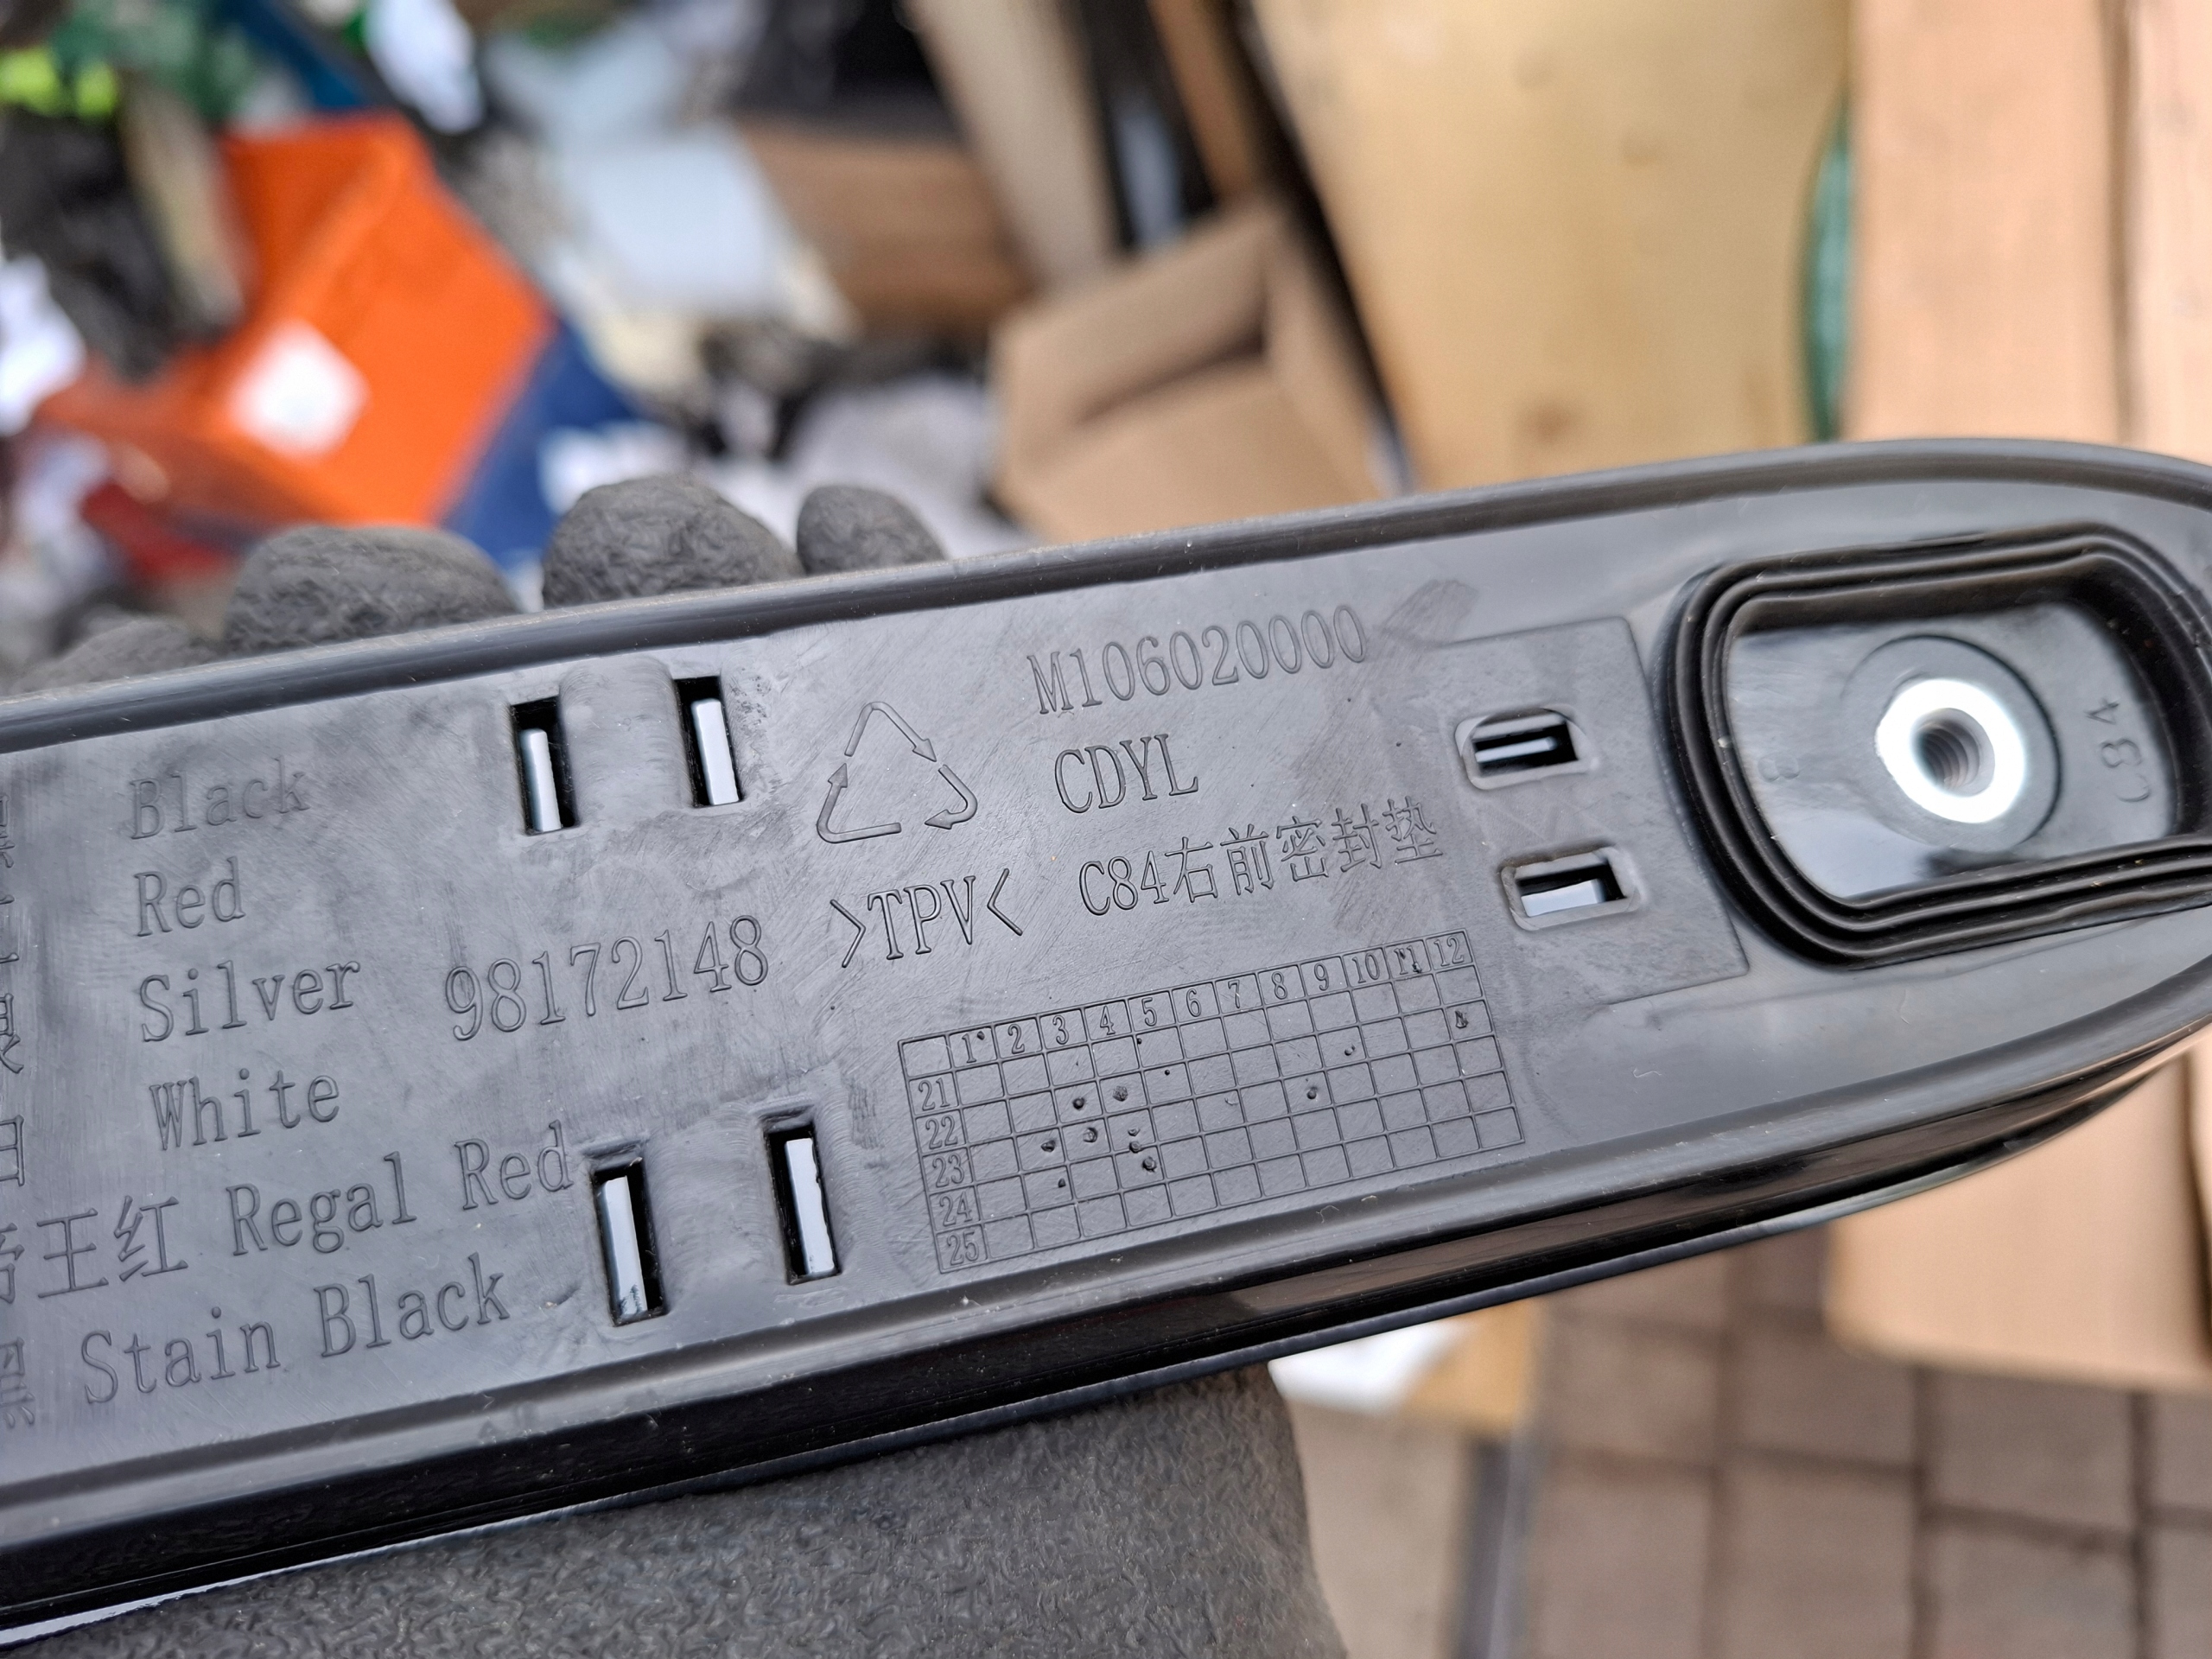 M106020000
CDYL
C84右前密封垫
>TPV<
98172148
Black
Red
Silver
White
王红 Regal Red
Stain Black
1 2 3 4 5 6 7 8 9 10 11 12
21
22
23
24
25
C84